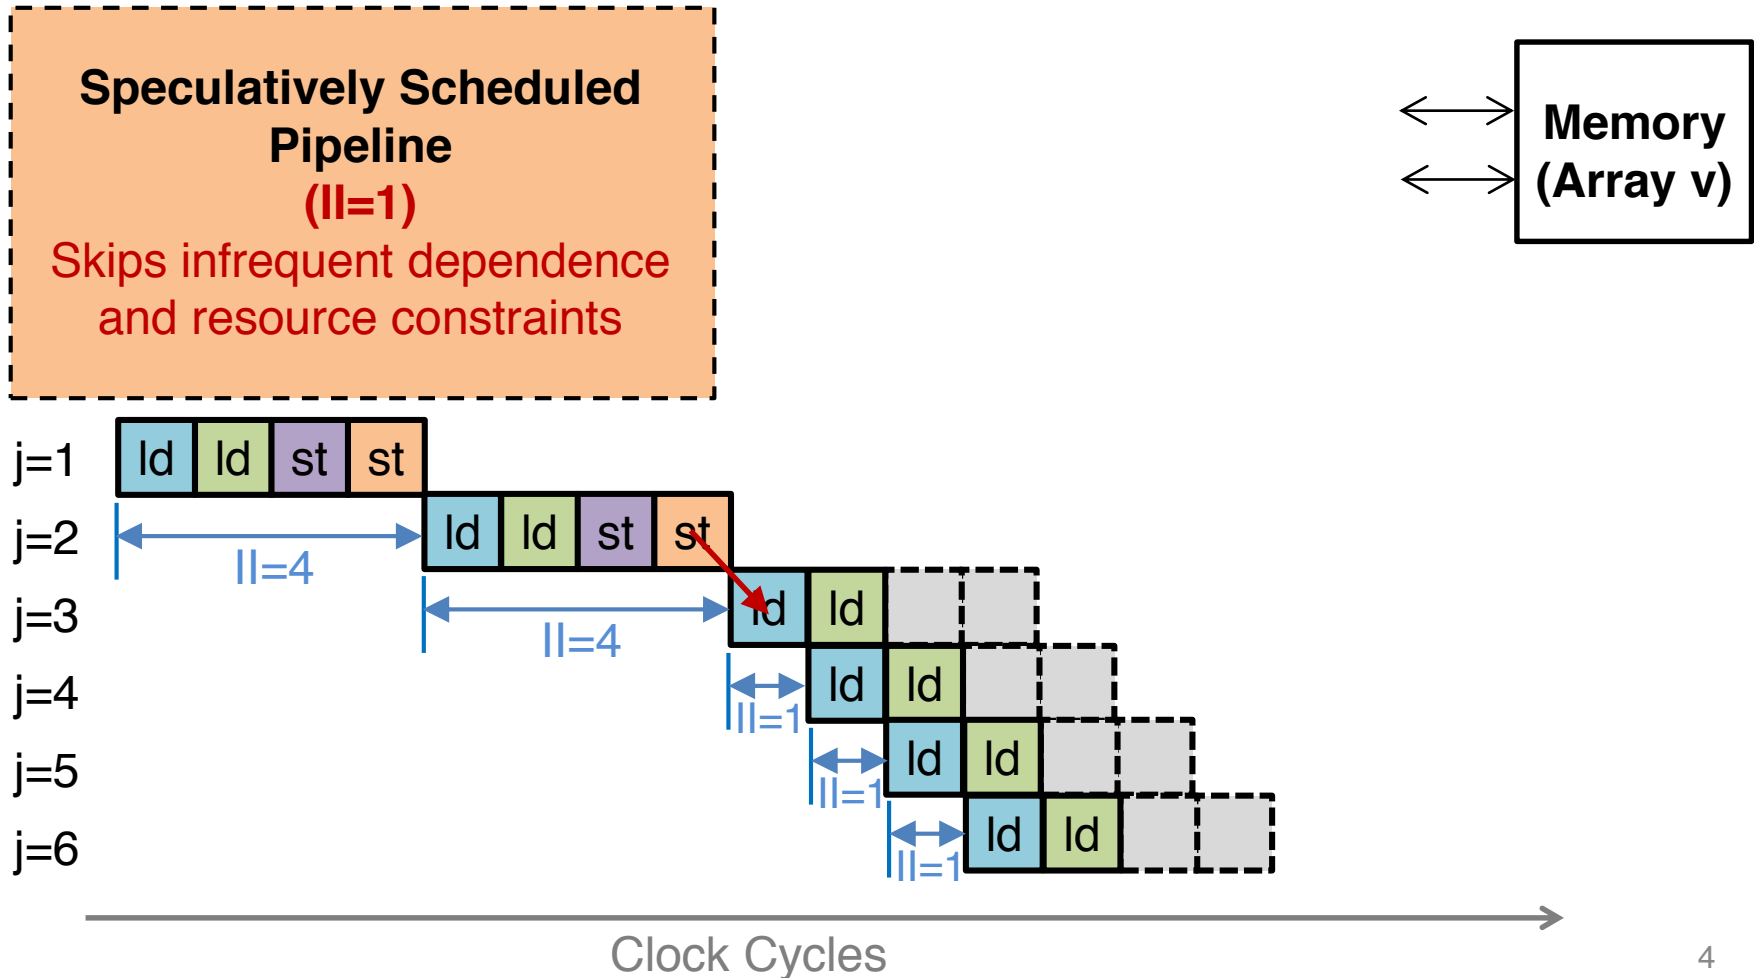 Speculatively Scheduled
Pipeline
(II=1)
Skips infrequent dependence
and resource constraints
Memory
(Array v)
j=1 ld ld st st
j=2 ld ld st st
II=4
j=3 ld ld
II=4
j=4 ld ld
II=1
j=5 ld ld
II=1
j=6 ld ld
II=1
Clock Cycles
4